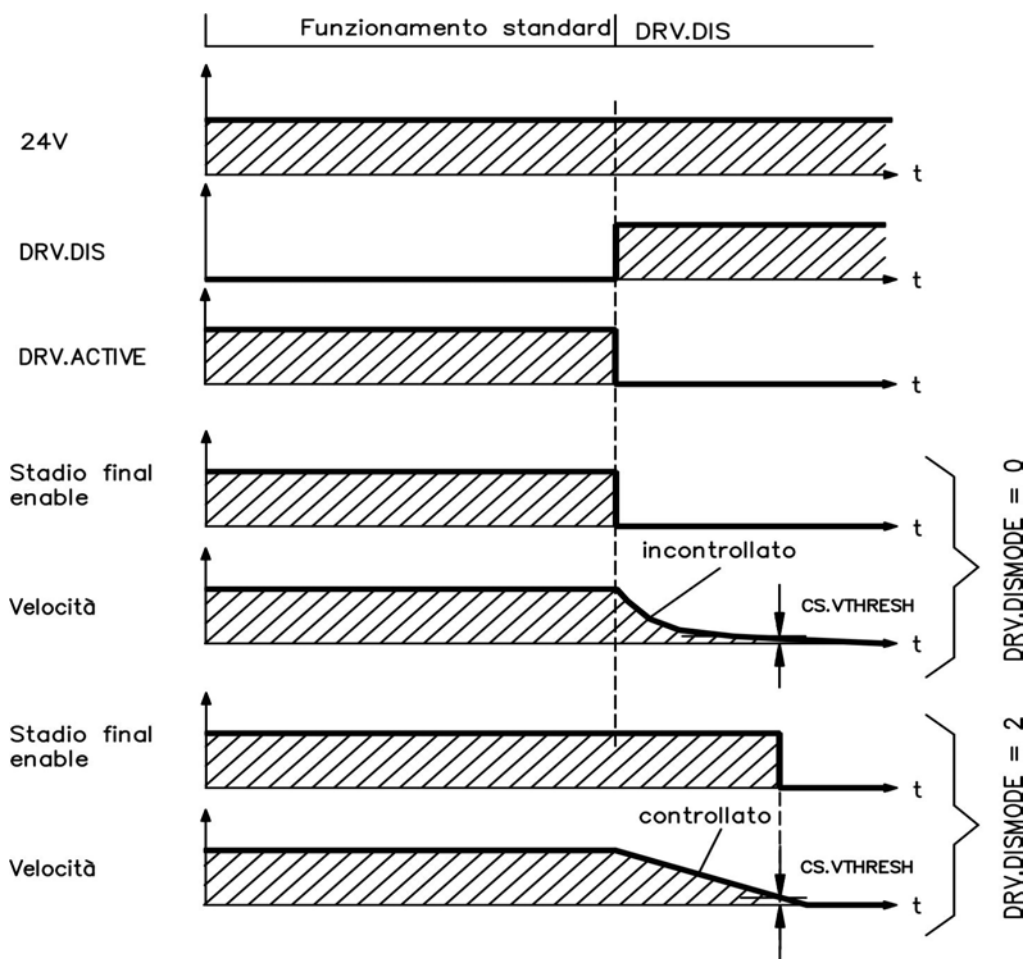 Funzionamento standard DRV.DIS
24V
t
DRV.DIS
t
DRV.ACTIVE
t
Stadio final
enable
t
incontrollato
Velocità
CS.VTHRESH
t
DRV.DISMODE = 0
Stadio final
enable
t
controllato
Velocità
CS.VTHRESH
t
DRV.DISMODE = 2